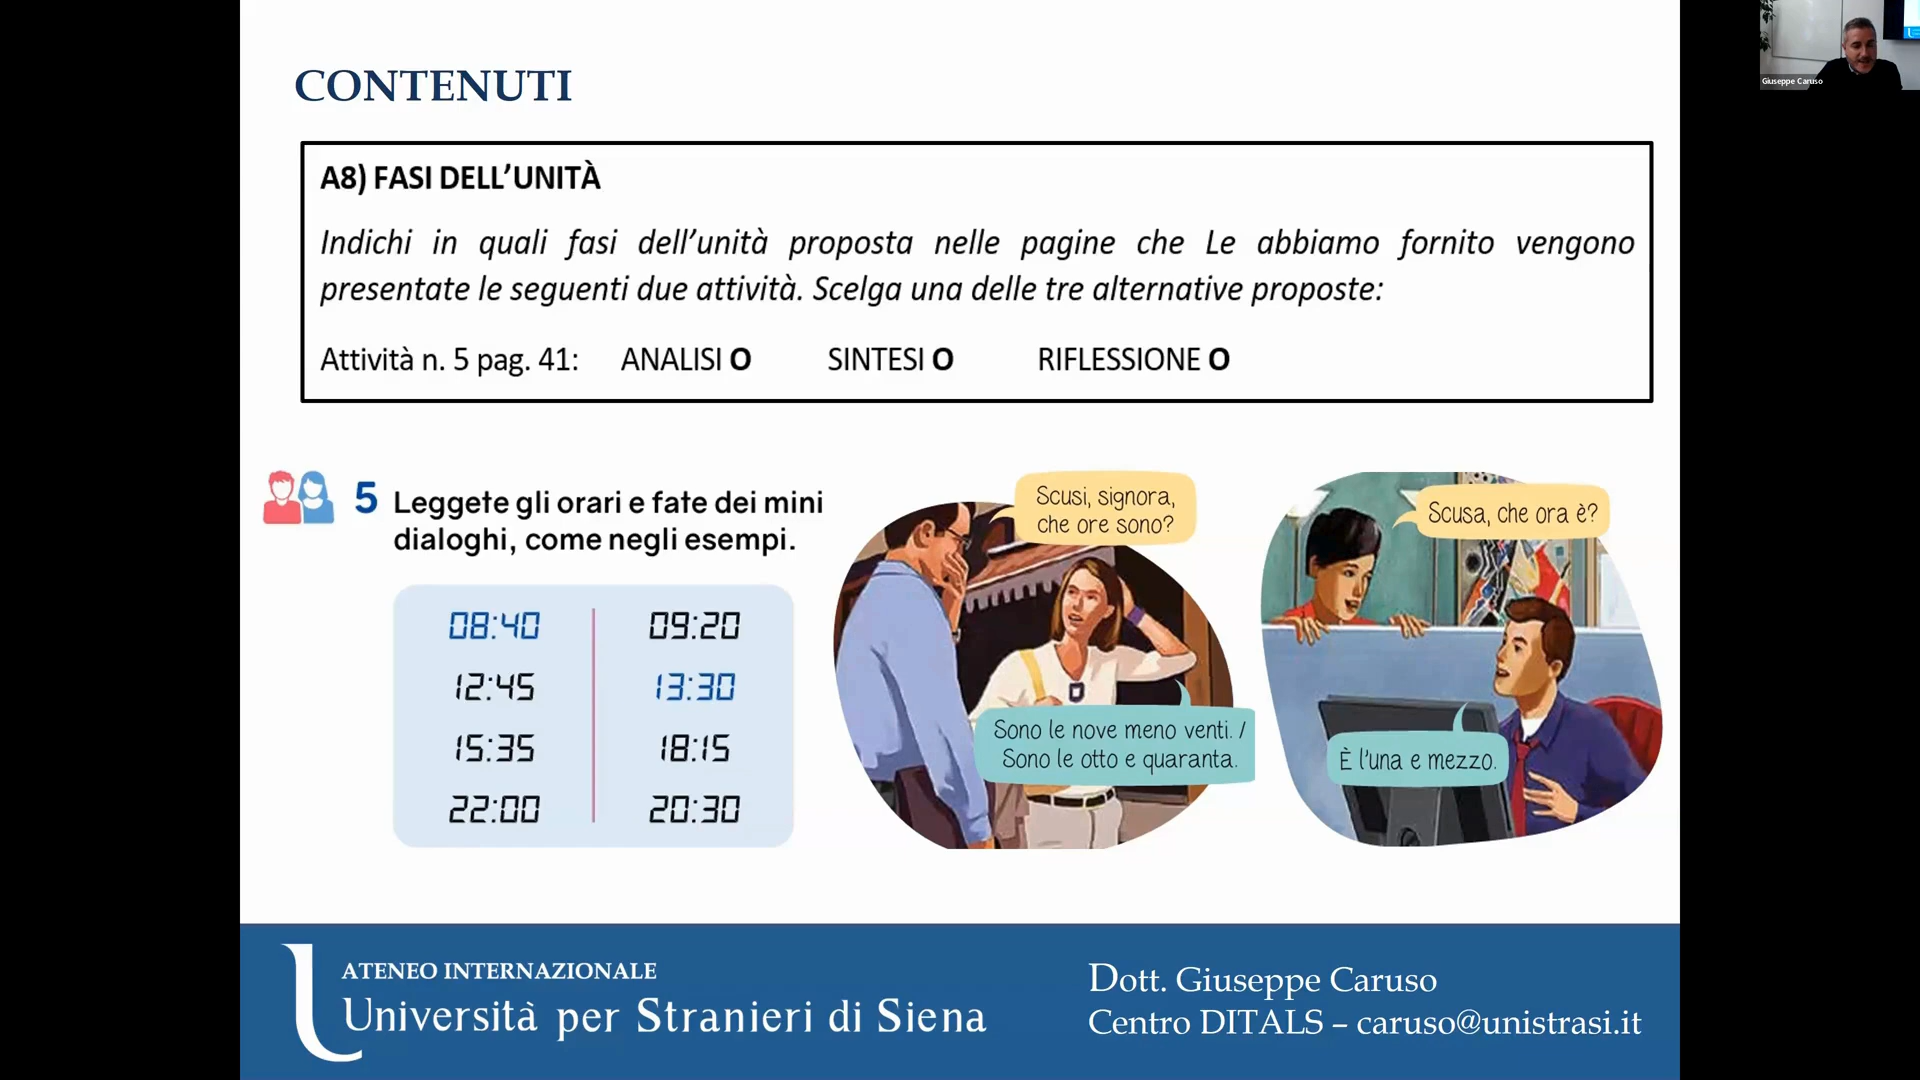 CONTENUTI
A8) FASI DELL’UNITÀ
Indichi in quali fasi dell’unità proposta nelle pagine che Le abbiamo fornito vengono
presentate le seguenti due attività. Scelga una delle tre alternative proposte:
Attività n. 5 pag. 41: ANALISI O SINTESI O RIFLESSIONE O
5 Leggete gli orari e fate dei mini
dialoghi, come negli esempi.
08:40 09:20
12:45 13:30
15:35 18:15
22:00 20:30
Scusi, signora,
che ore sono?
Sono le nove meno venti. /
Sono le otto e quaranta.
Scusa, che ora è?
È l’una e mezzo.
ATENEO INTERNAZIONALE
Università per Stranieri di Siena
Dott. Giuseppe Caruso
Centro DITALS – caruso@unistrasi.it
Giuseppe Caruso